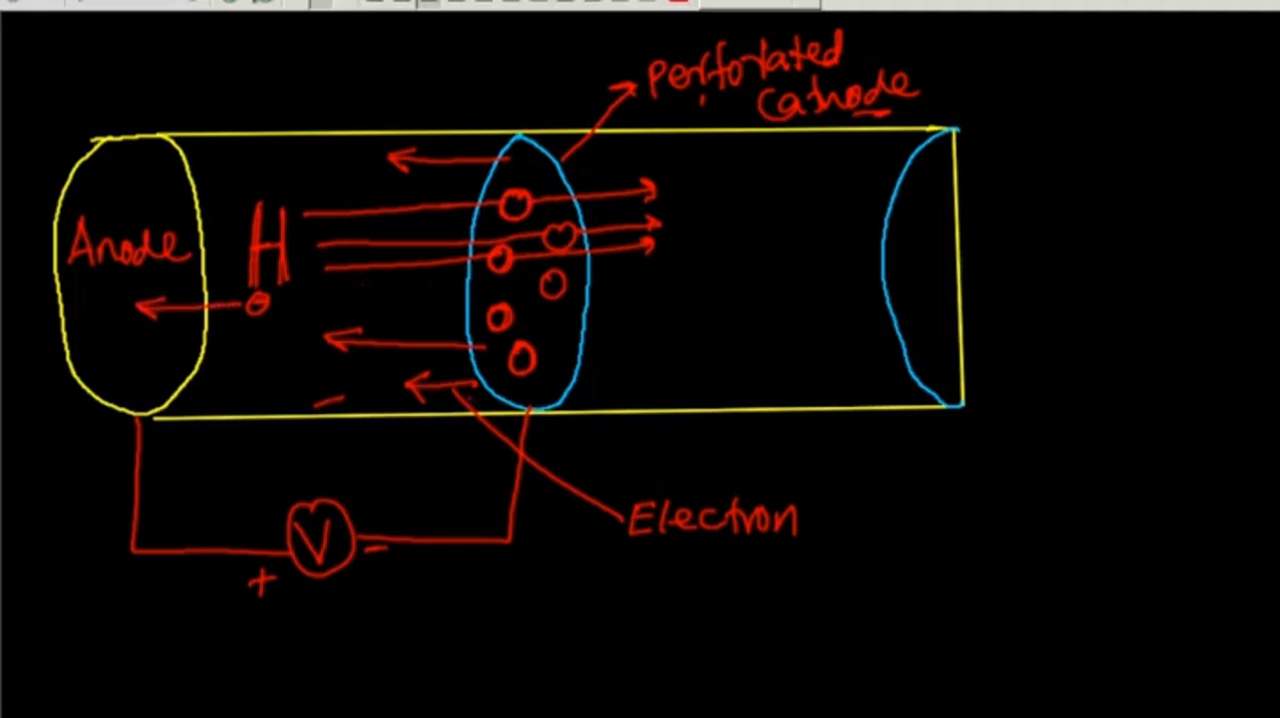 Perforated
Cathode
Anode
H
Electron
V
+
-